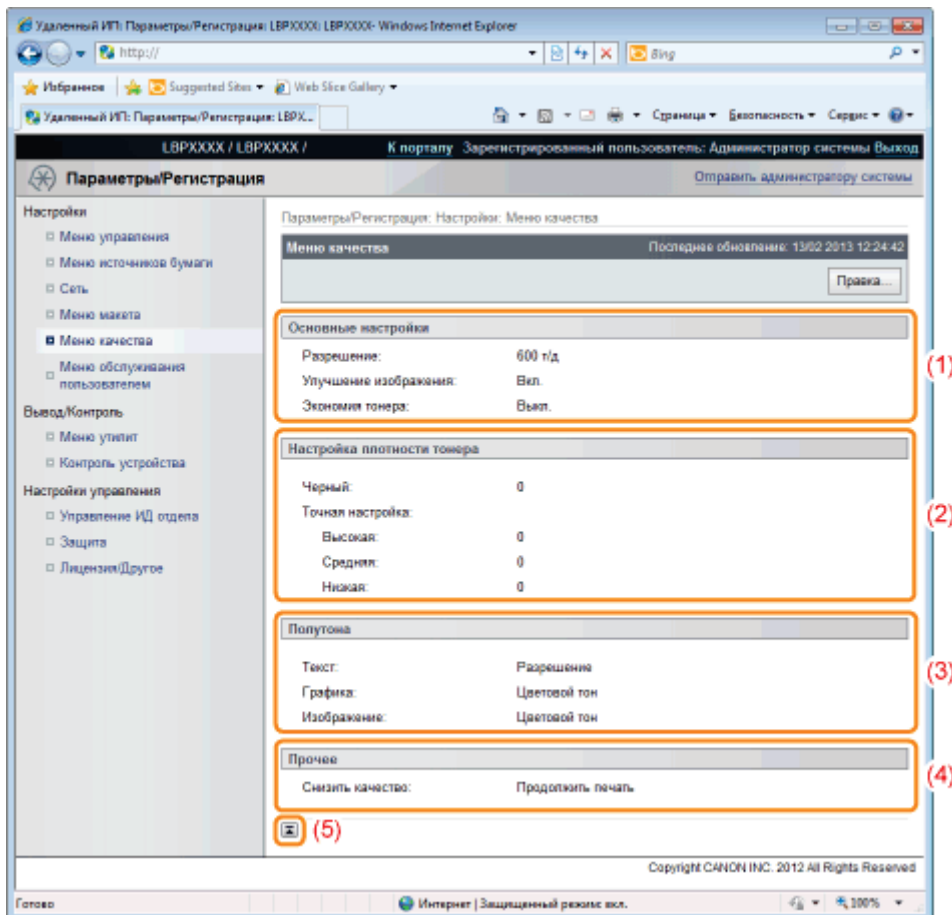 Удаленный ИП: Параметры/Регистрация: LBPXXXX: LBPXXXX- Windows Internet Explorer
http://
Bing
Избранное Suggested Sites Web Slice Gallery
Удаленный ИП: Параметры/Регистрация: LBPX... Страница Безопасность Сервис
LBPXXXX / LBPXXXX / К порталу Зарегистрированный пользователь: Администратор системы Выход
Параметры/Регистрация Отправить администратору системы
Настройки
Меню управления
Меню источников бумаги
Сеть
Меню макета
Меню качества
Меню обслуживания
пользователем
Вывод/Контроль
Меню утилит
Контроль устройства
Настройки управления
Управление ИД отдела
Защита
Лицензия/Другое
Параметры/Регистрация: Настройки: Меню качества
Меню качества Последнее обновление: 13/02 2013 12:24:42
Правка...
Основные настройки
Разрешение: 600 т/д
Улучшение изображения: Вкл.
Экономия тонера: Выкл.
(1)
Настройка плотности тонера
Черный: 0
Точная настройка:
Высокая: 0
Средняя: 0
Низкая: 0
(2)
Полутона
Текст: Разрешение
Графика: Цветовой тон
Изображение: Цветовой тон
(3)
Прочее
Снизить качество: Продолжить печать
(4)
(5)
Copyright CANON INC. 2012 All Rights Reserved
Готово Интернет | Защищенный режим: вкл. 100%